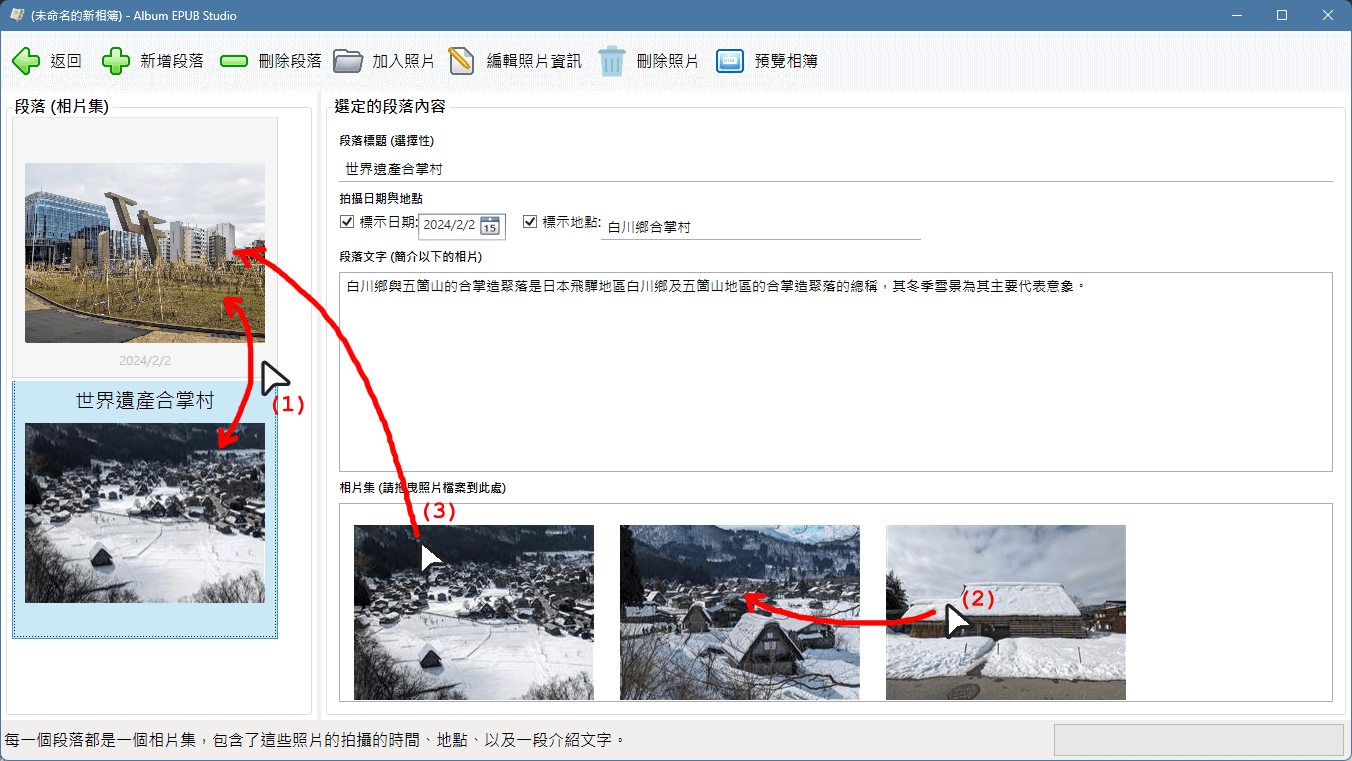 (未命名的新相簿) - Album EPUB Studio
返回 新增段落 刪除段落 加入照片 編輯照片資訊 刪除照片 預覽相簿
段落 (相片集)
2024/2/2
世界遺產合掌村
(1)
選定的段落內容
段落標題 (選擇性)
世界遺產合掌村
拍攝日期與地點
標示日期: 2024/2/2 15 標示地點: 白川鄉合掌村
段落文字 (簡介以下的相片)
白川鄉與五箇山的合掌造聚落是日本飛驒地區白川鄉及五箇山地區的合掌造聚落的總稱，其冬季雪景為其主要代表意象。
相片集 (請拖曳照片檔案到此處)
(3)
(2)
每一個段落都是一個相片集，包含了這些照片的拍攝的時間、地點、以及一段介紹文字。